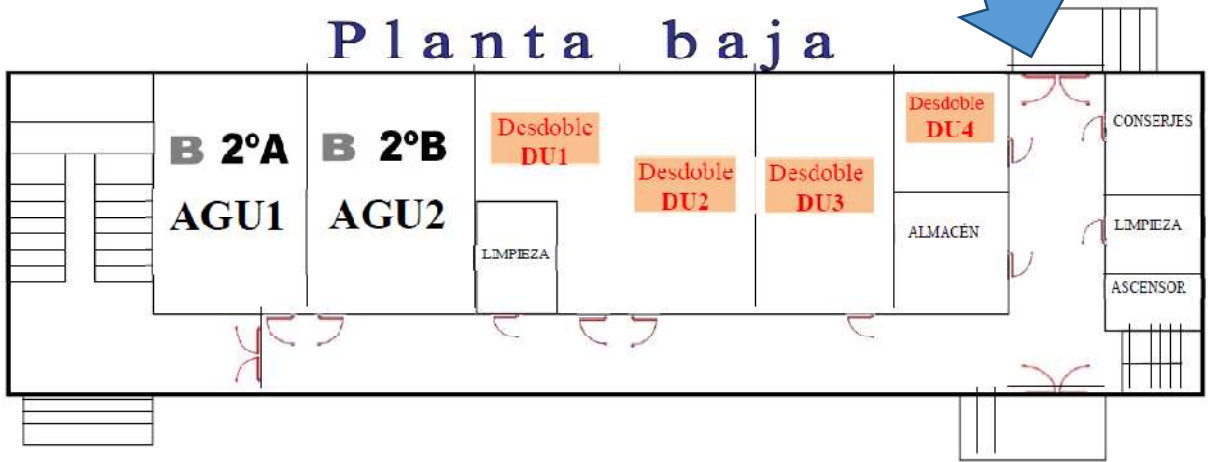 Planta baja
B 2ºA
AGU1
B 2ºB
AGU2
Desdoble
DU1
LIMPIEZA
Desdoble
DU2
Desdoble
DU3
Desdoble
DU4
ALMACÉN
CONSERJES
LIMPIEZA
ASCENSOR